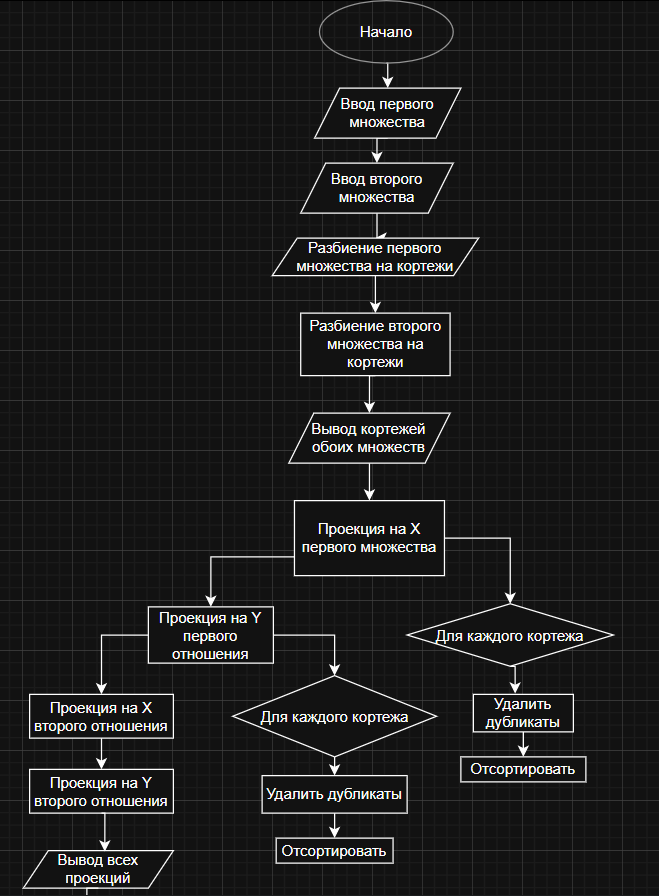 Начало
Ввод первого
множества
Ввод второго
множества
Разбиение первого
множества на кортежи
Разбиение второго
множества на
кортежи
Вывод кортежей
обоих множеств
Проекция на X
первого множества
Проекция на Y
первого
отношения
Для каждого кортежа
Проекция на X
второго отношения
Для каждого кортежа
Удалить
дубликаты
Отсортировать
Проекция на Y
второго отношения
Удалить дубликаты
Отсортировать
Вывод всех
проекций